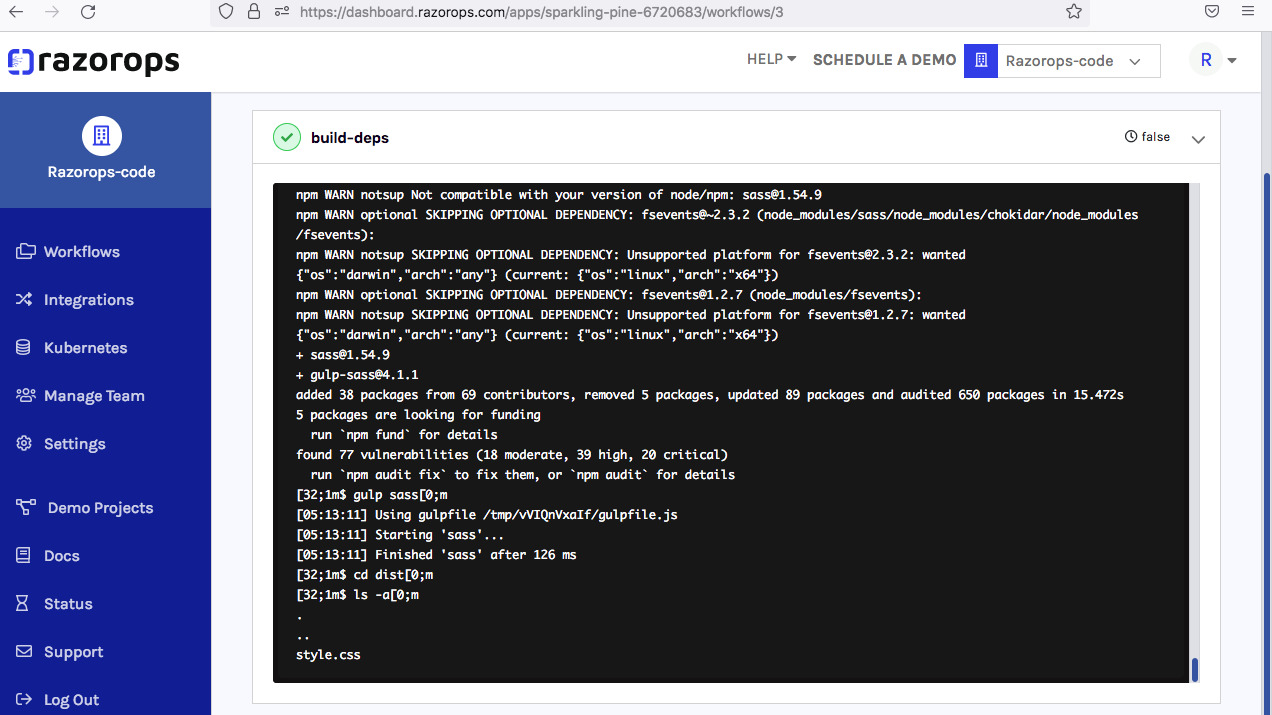 https://dashboard.razorops.com/apps/sparkling-pine-6720683/workflows/3
razorops
HELP
SCHEDULE A DEMO
Razorops-code
R
Razorops-code
Workflows
Integrations
Kubernetes
Manage Team
Settings
Demo Projects
Docs
Status
Support
Log Out
build-deps
false
npm WARN notsup Not compatible with your version of node/npm: sass@1.54.9
npm WARN optional SKIPPING OPTIONAL DEPENDENCY: fsevents@~2.3.2 (node_modules/sass/node_modules/chokidar/node_modules
/fsevents):
npm WARN notsup SKIPPING OPTIONAL DEPENDENCY: Unsupported platform for fsevents@2.3.2: wanted
{"os":"darwin","arch":"any"} (current: {"os":"linux","arch":"x64"})
npm WARN optional SKIPPING OPTIONAL DEPENDENCY: fsevents@1.2.7 (node_modules/fsevents):
npm WARN notsup SKIPPING OPTIONAL DEPENDENCY: Unsupported platform for fsevents@1.2.7: wanted
{"os":"darwin","arch":"any"} (current: {"os":"linux","arch":"x64"})
+ sass@1.54.9
+ gulp-sass@4.1.1
added 38 packages from 69 contributors, removed 5 packages, updated 89 packages and audited 650 packages in 15.472s
5 packages are looking for funding
run `npm fund` for details
found 77 vulnerabilities (18 moderate, 39 high, 20 critical)
run `npm audit fix` to fix them, or `npm audit` for details
[32;1m$ gulp sass[0;m
[05:13:11] Using gulpfile /tmp/vVIQnVxaIf/gulpfile.js
[05:13:11] Starting 'sass'...
[05:13:11] Finished 'sass' after 126 ms
[32;1m$ cd dist[0;m
[32;1m$ ls -a[0;m
.
..
style.css